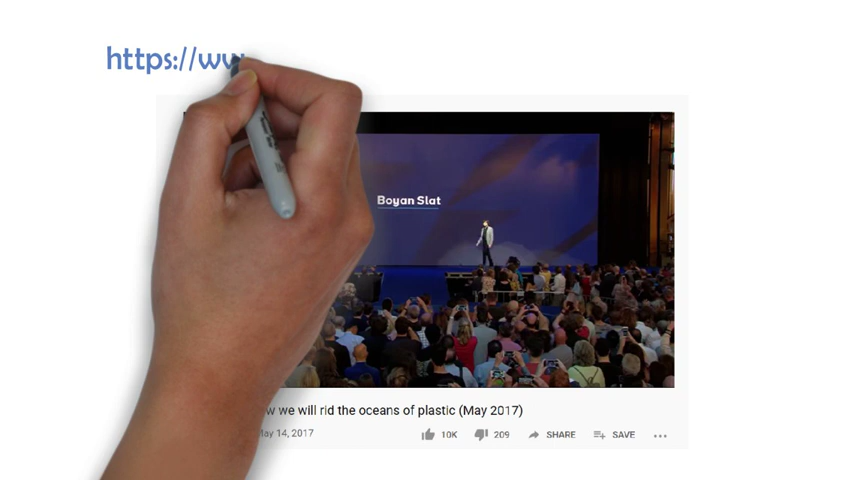 https://ww
Boyan Slat
we will rid the oceans of plastic (May 2017)
14, 2017 10K 209 SHARE SAVE